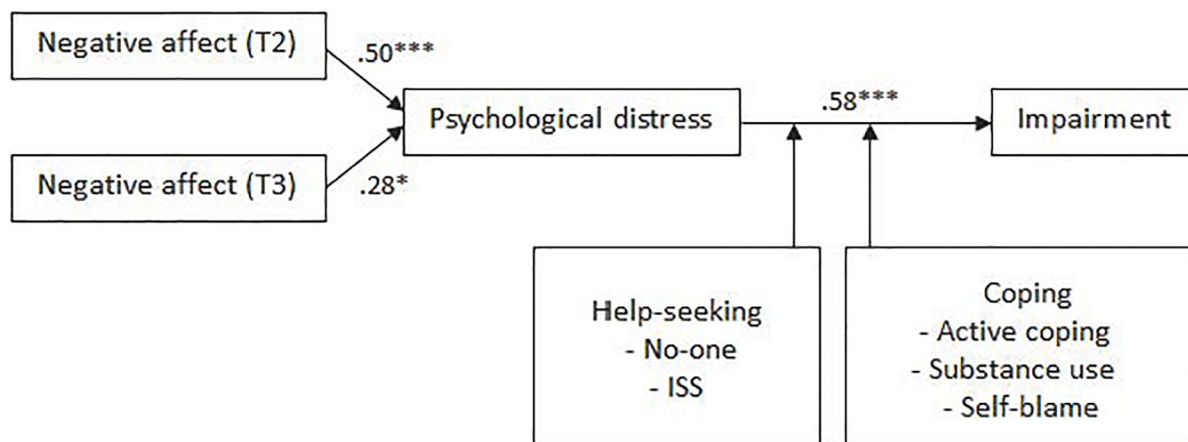 Negative affect (T2)
.50***
Psychological distress
.58***
Impairment
Negative affect (T3)
.28*
Help-seeking
- No-one
- ISS
Coping
- Active coping
- Substance use
- Self-blame